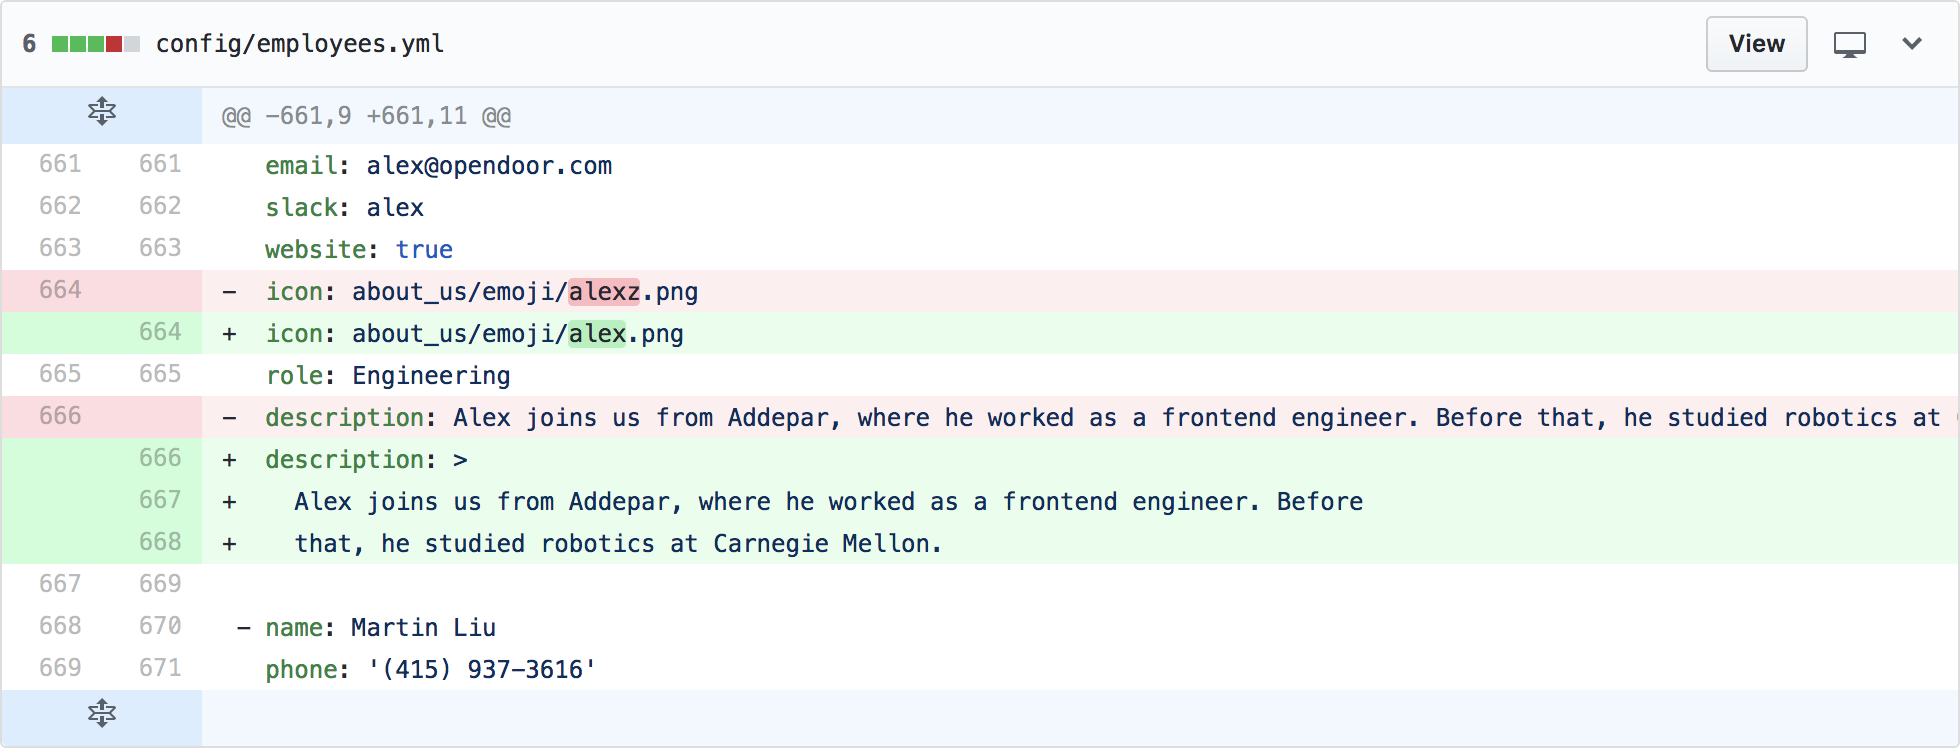 6 config/employees.yml View
@@ -661,9 +661,11 @@
661 661 email: alex@opendoor.com
662 662 slack: alex
663 663 website: true
664 - icon: about_us/emoji/alexz.png
664 + icon: about_us/emoji/alex.png
665 665 role: Engineering
666 - description: Alex joins us from Addepar, where he worked as a frontend engineer. Before that, he studied robotics at
666 + description: >
667 + Alex joins us from Addepar, where he worked as a frontend engineer. Before
668 + that, he studied robotics at Carnegie Mellon.
667 669
668 670 - name: Martin Liu
669 671 phone: '(415) 937-3616'